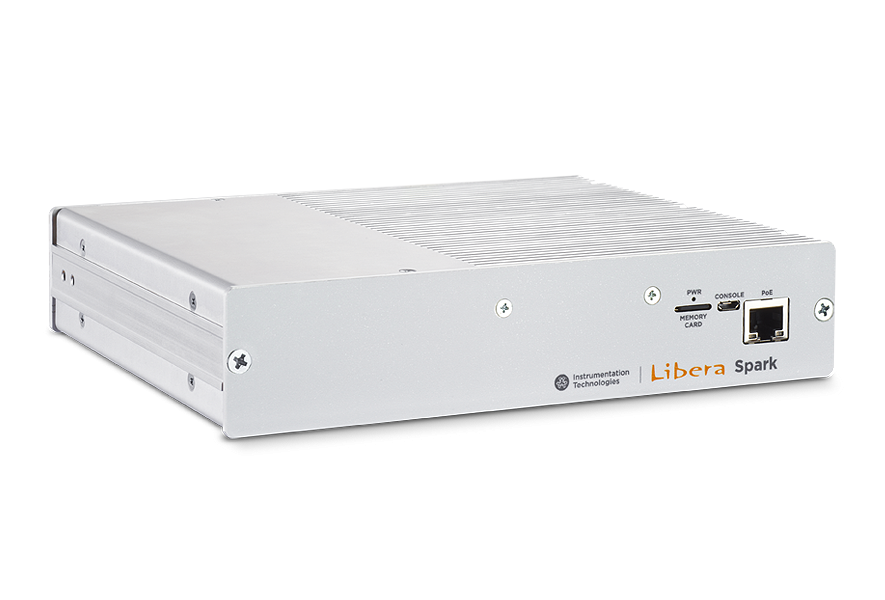 PWR
CONSOLE
PoE
MEMORY
CARD
Instrumentation
Technologies
Libera Spark